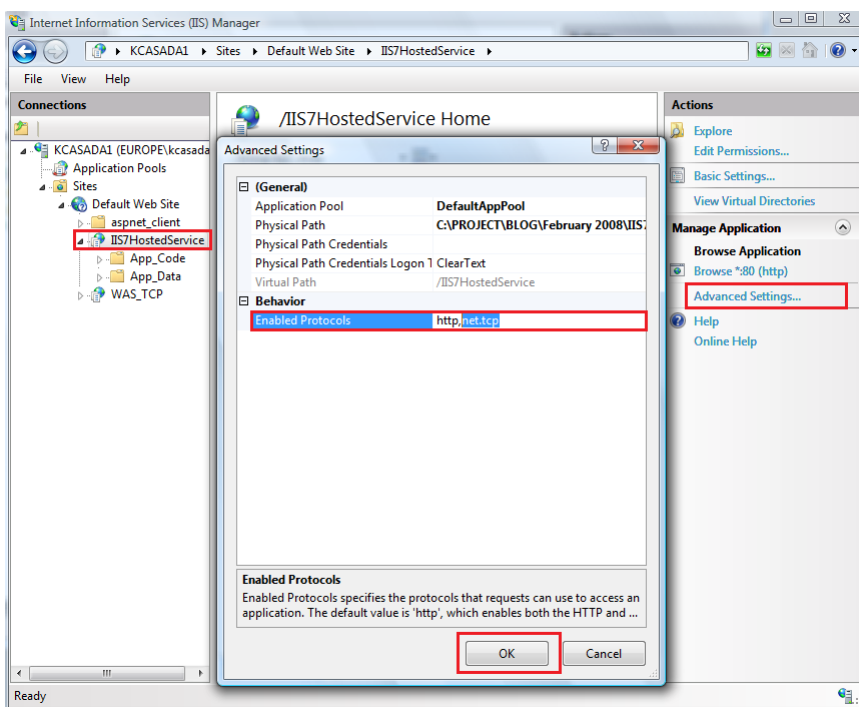 Internet Information Services (IIS) Manager
KCASADA1 Sites Default Web Site IIS7HostedService
File View Help
Connections
KCASADA1 (EUROPE\kcasada
Application Pools
Sites
Default Web Site
aspnet_client
IIS7HostedService
App_Code
App_Data
WAS_TCP
/IIS7HostedService Home
Advanced Settings
(General)
Application Pool DefaultAppPool
Physical Path C:\PROJECT\BLOG\February 2008\IIS7
Physical Path Credentials
Physical Path Credentials Logon T ClearText
Virtual Path /IIS7HostedService
Behavior
Enabled Protocols http,net.tcp
Enabled Protocols
Enabled Protocols specifies the protocols that requests can use to access an
application. The default value is 'http', which enables both the HTTP and ...
OK Cancel
Actions
Explore
Edit Permissions...
Basic Settings...
View Virtual Directories
Manage Application
Browse Application
Browse *:80 (http)
Advanced Settings...
Help
Online Help
Ready